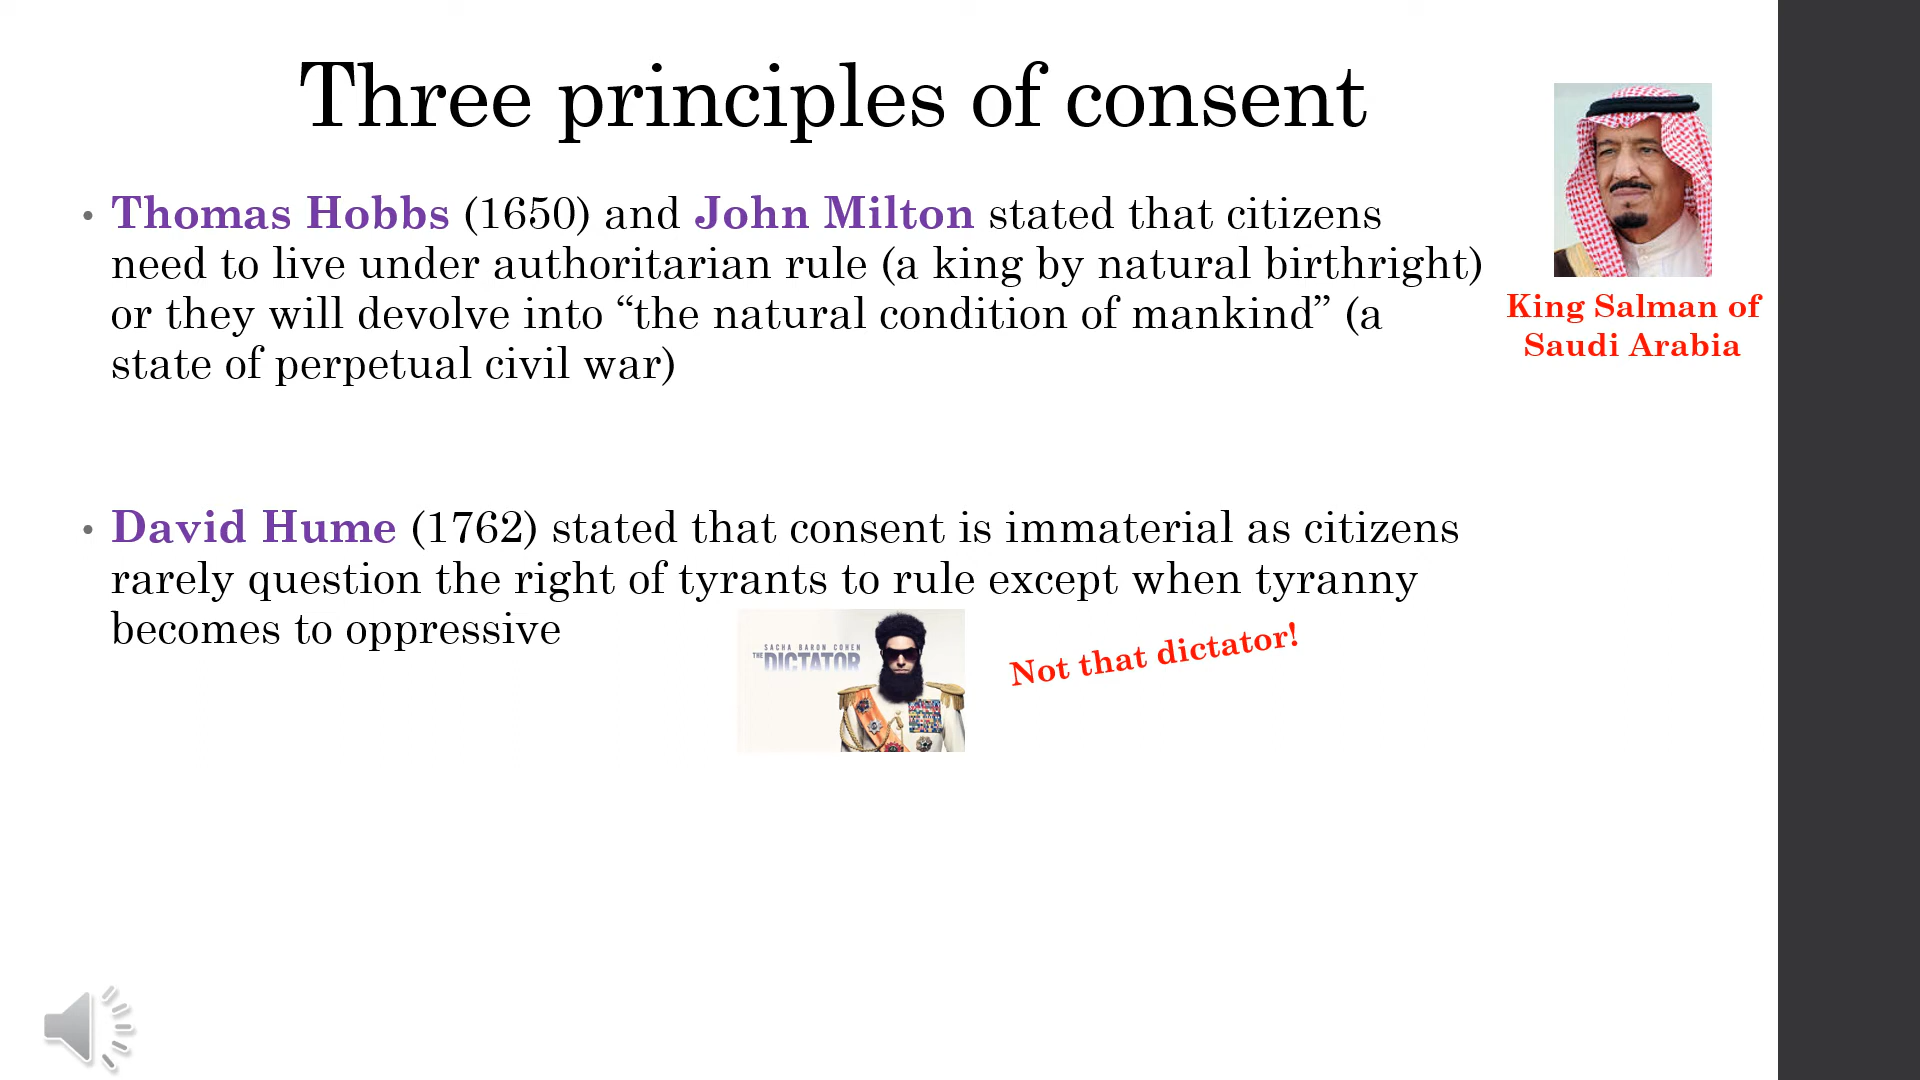 Three principles of consent
• Thomas Hobbs (1650) and John Milton stated that citizens
need to live under authoritarian rule (a king by natural birthright)
or they will devolve into “the natural condition of mankind” (a
state of perpetual civil war)
King Salman of
Saudi Arabia
• David Hume (1762) stated that consent is immaterial as citizens
rarely question the right of tyrants to rule except when tyranny
becomes to oppressive
SACHA BARON COHEN
THE DICTATOR
Not that dictator!